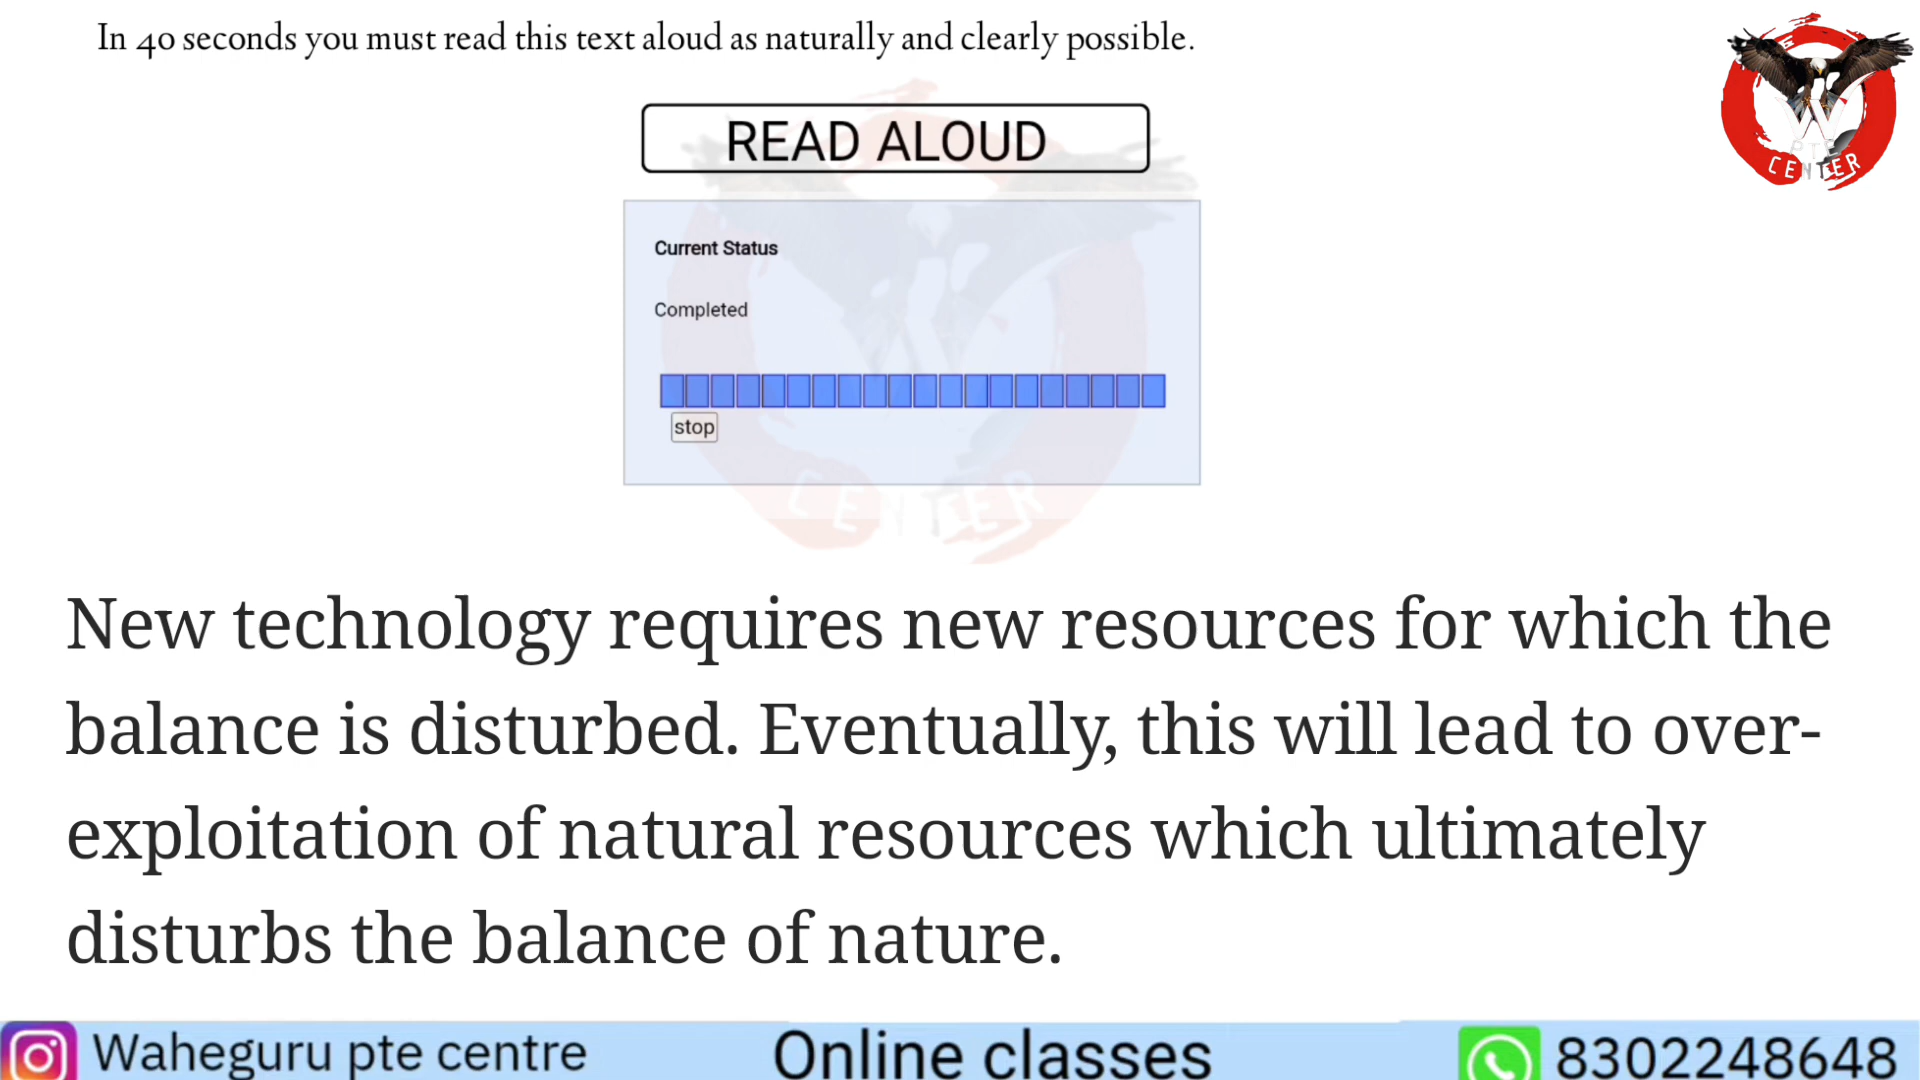 In 40 seconds you must read this text aloud as naturally and clearly possible.
READ ALOUD
Current Status
Completed
stop
CENTER
CENTER
New technology requires new resources for which the
balance is disturbed. Eventually, this will lead to over-
exploitation of natural resources which ultimately
disturbs the balance of nature.
Waheguru pte centre
Online classes
8302248648